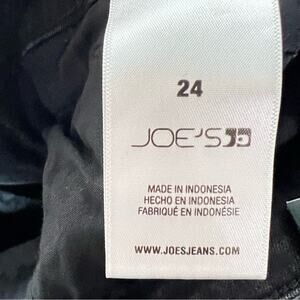 24
JOE'S
MADE IN INDONESIA
HECHO EN INDONESIA
FABRIQUÉ EN INDONÉSIE
WWW.JOESJEANS.COM